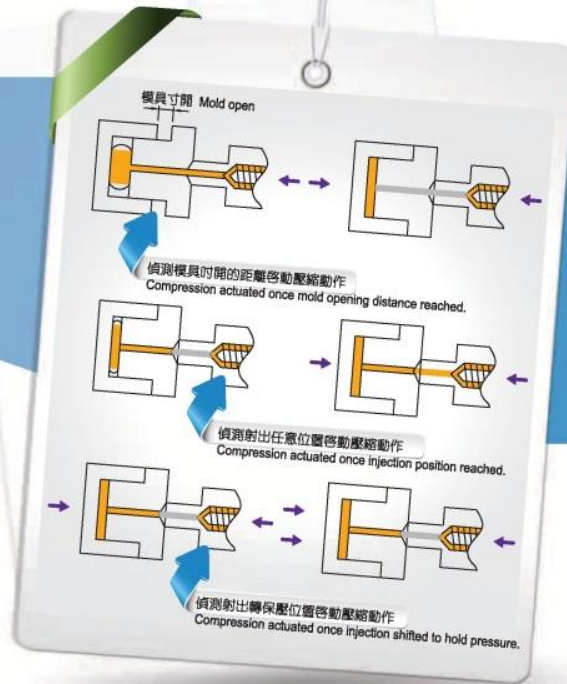 模具寸開 Mold open
偵測模具吋開的距離啓動壓縮動作
Compression actuated once mold opening distance reached.
偵測射出任意位置啓動壓縮動作
Compression actuated once injection position reached.
偵測射出轉保壓位置啓動壓縮動作
Compression actuated once injection shifted to hold pressure.